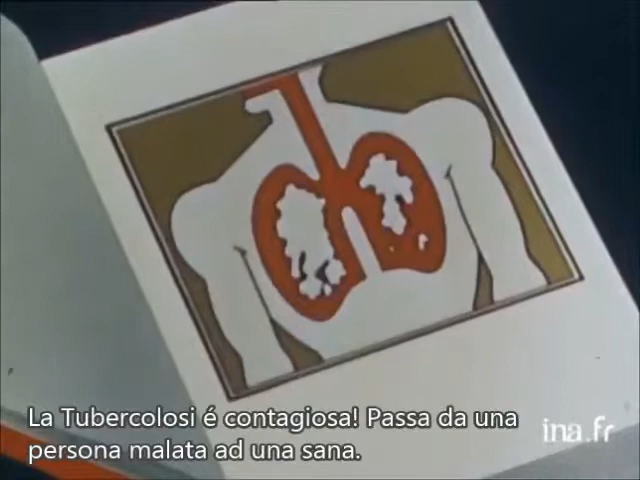 La Tubercolosi é contagiosa! Passa da una
persona malata ad una sana.
ina.fr